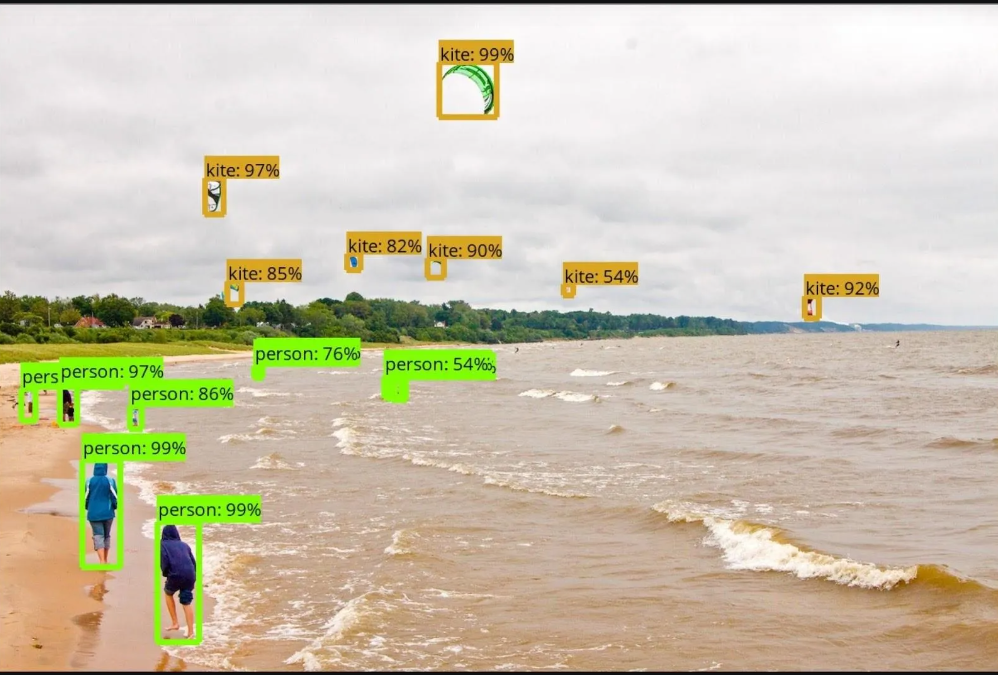 kite: 99%
kite: 97%
kite: 82%
kite: 90%
kite: 85%
kite: 54%
kite: 92%
person: 76%
person: 54%
pers
person: 97%
person: 86%
person: 99%
person: 99%